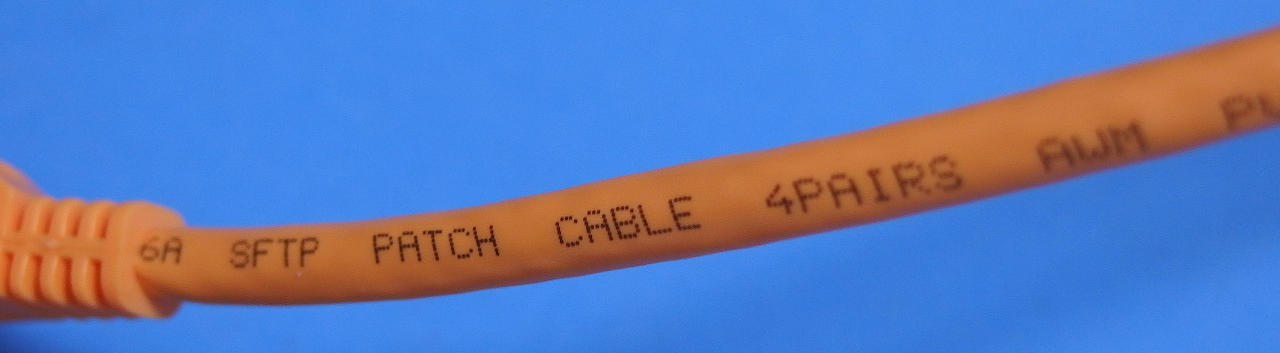 6A SFTP PATCH CABLE 4PAIRS AWM